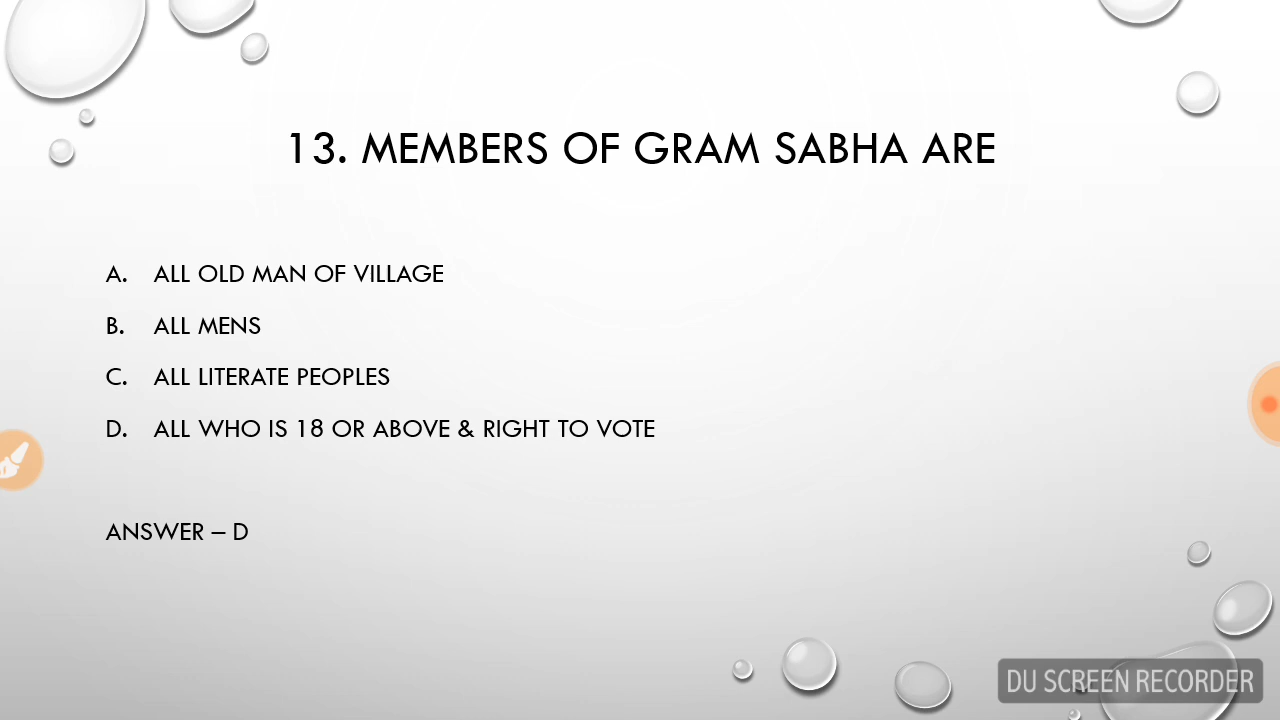 13. MEMBERS OF GRAM SABHA ARE
A. ALL OLD MAN OF VILLAGE
B. ALL MENS
C. ALL LITERATE PEOPLES
D. ALL WHO IS 18 OR ABOVE & RIGHT TO VOTE
ANSWER – D
DU SCREEN RECORDER